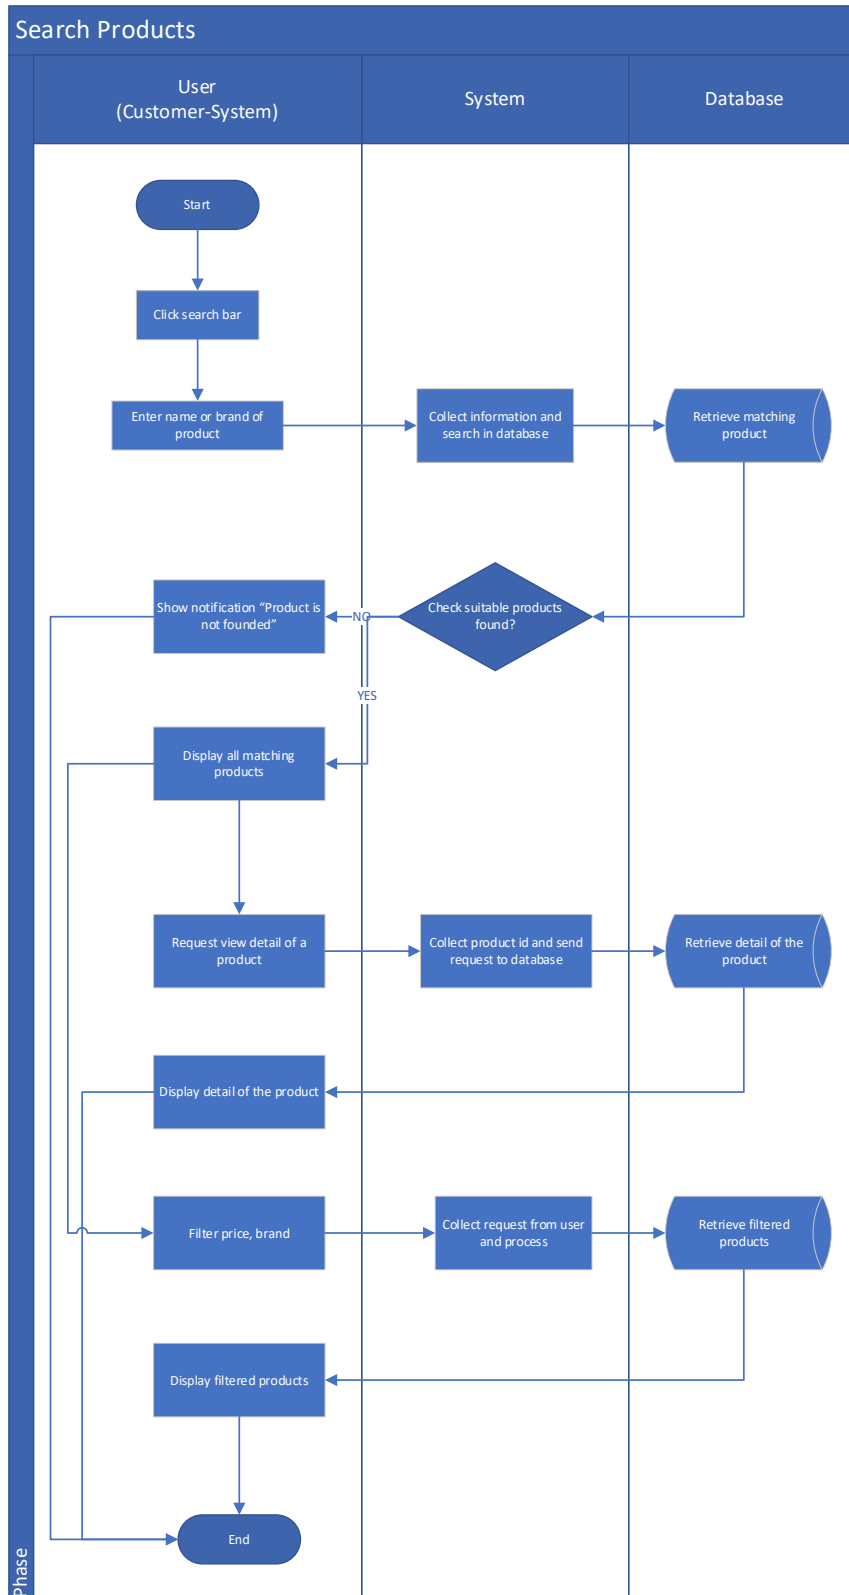 Search Products
User
(Customer-System)
System
Database
Start
Click search bar
Enter name or brand of
product
Collect information and
search in database
Retrieve matching
product
Show notification “Product is
not founded”
NO
Check suitable products
found?
YES
Display all matching
products
Request view detail of a
product
Collect product id and send
request to database
Retrieve detail of the
product
Display detail of the product
Filter price, brand
Collect request from user
and process
Retrieve filtered
products
Display filtered products
End
Phase